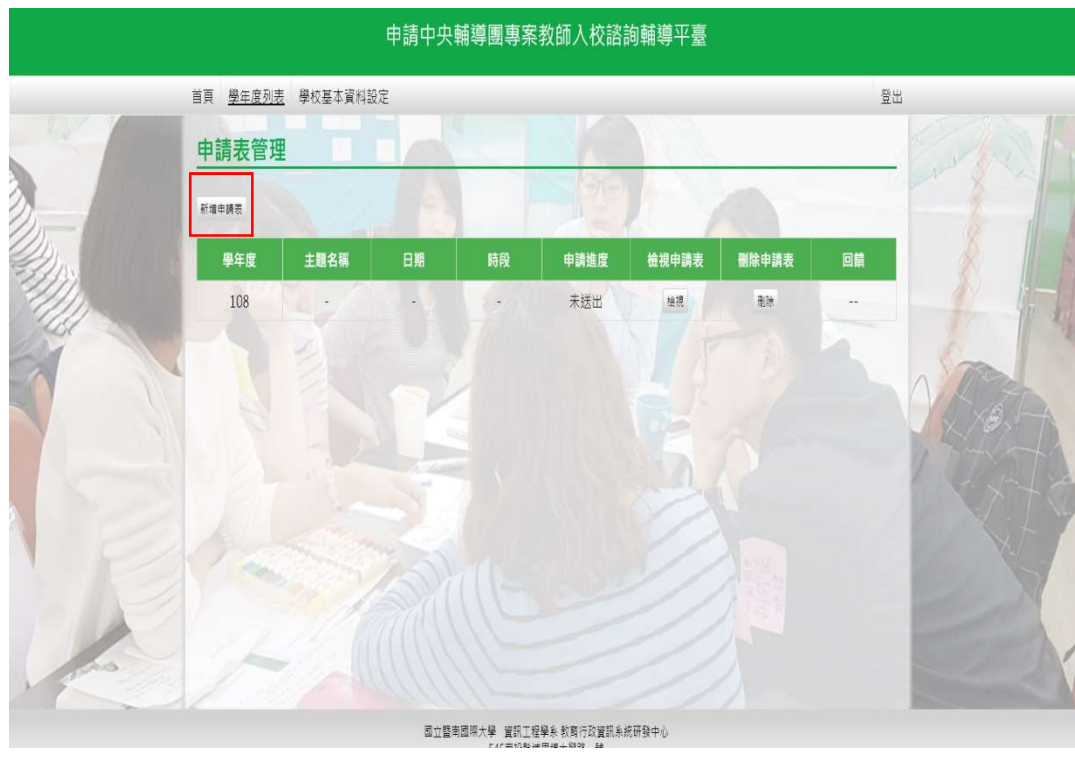 申請中央輔導團專案教師入校諮詢輔導平臺
首頁 學年度列表 學校基本資料設定 登出
申請表管理
新增申請表
學年度 主題名稱 日期 時段 申請進度 檢視申請表 刪除申請表 回饋
108 - - - 未送出 檢視 刪除 --
國立暨南國際大學 資訊工程學系 教育行政資訊系統研發中心